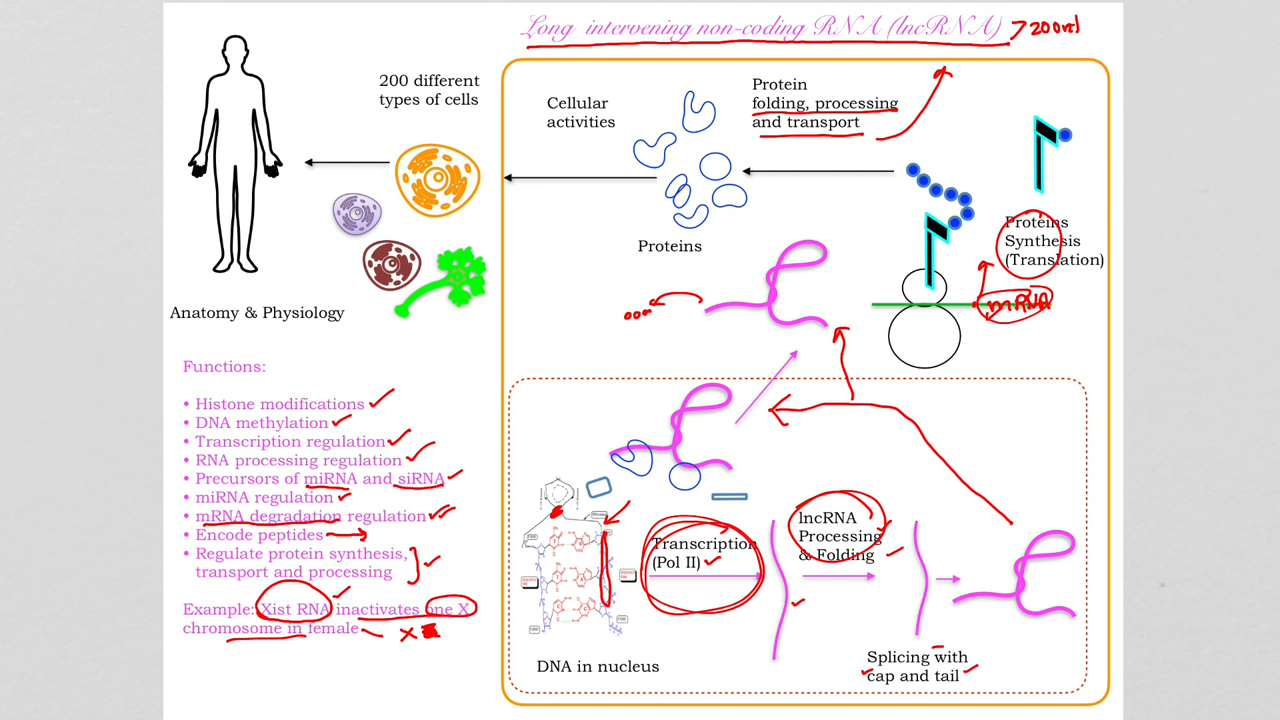 Long intervening non-coding RNA (lncRNA) >200nt
200 different
types of cells
Cellular
activities
Protein
folding, processing
and transport
Proteins
Synthesis
(Translation)
Proteins
mRNA
Anatomy & Physiology
Functions:
• Histone modifications
• DNA methylation
• Transcription regulation
• RNA processing regulation
• Precursors of miRNA and siRNA
• miRNA regulation
• mRNA degradation regulation
• Encode peptides
• Regulate protein synthesis,
transport and processing
Example: Xist RNA inactivates one X
chromosome in female
X
Transcription
(Pol II)
lncRNA
Processing
& Folding
Splicing with
cap and tail
DNA in nucleus